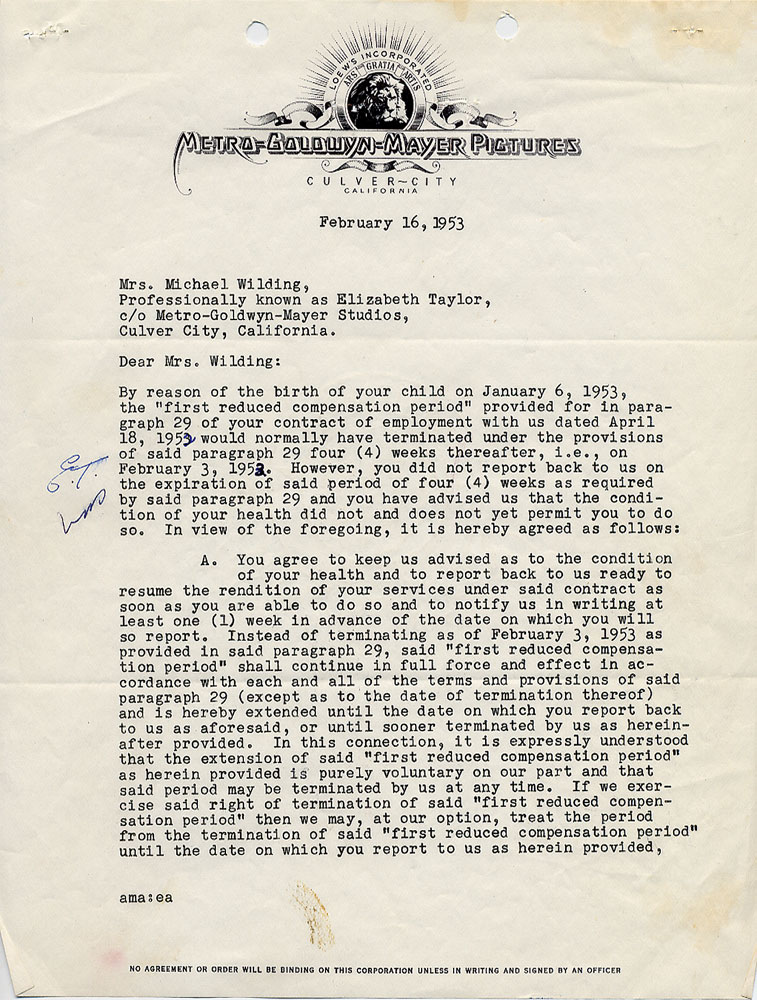 LOEW'S INCORPORATED
ARS GRATIA ARTIS
METRO-GOLDWYN-MAYER PICTURES
CULVER~CITY
CALIFORNIA
February 16, 1953
Mrs. Michael Wilding,
Professionally known as Elizabeth Taylor,
c/o Metro-Goldwyn-Mayer Studios,
Culver City, California.
Dear Mrs. Wilding:
By reason of the birth of your child on January 6, 1953,
the "first reduced compensation period" provided for in para-
graph 29 of your contract of employment with us dated April
18, 1952 would normally have terminated under the provisions
of said paragraph 29 four (4) weeks thereafter, i.e., on
E.T.
February 3, 1953. However, you did not report back to us on
the expiration of said period of four (4) weeks as required
by said paragraph 29 and you have advised us that the condi-
tion of your health did not and does not yet permit you to do
so. In view of the foregoing, it is hereby agreed as follows:
A. You agree to keep us advised as to the condition
of your health and to report back to us ready to
resume the rendition of your services under said contract as
soon as you are able to do so and to notify us in writing at
least one (1) week in advance of the date on which you will
so report. Instead of terminating as of February 3, 1953 as
provided in said paragraph 29, said "first reduced compensa-
tion period" shall continue in full force and effect in ac-
cordance with each and all of the terms and provisions of said
paragraph 29 (except as to the date of termination thereof)
and is hereby extended until the date on which you report back
to us as aforesaid, or until sooner terminated by us as herein-
after provided. In this connection, it is expressly understood
that the extension of said "first reduced compensation period"
as herein provided is purely voluntary on our part and that
said period may be terminated by us at any time. If we exer-
cise said right of termination of said "first reduced compen-
sation period" then we may, at our option, treat the period
from the termination of said "first reduced compensation period"
until the date on which you report to us as herein provided,
ama:ea
NO AGREEMENT OR ORDER WILL BE BINDING ON THIS CORPORATION UNLESS IN WRITING AND SIGNED BY AN OFFICER